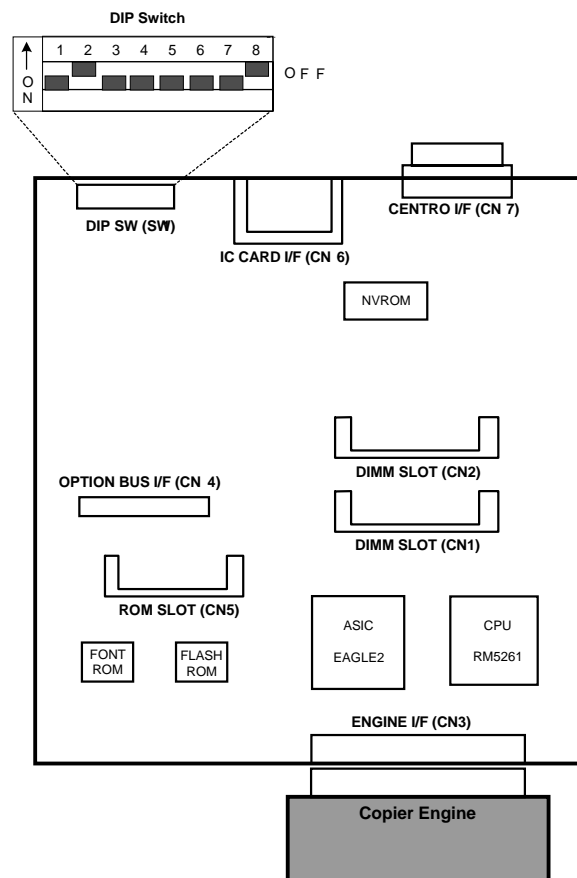 DIP Switch
1 2 3 4 5 6 7 8
ON
OFF
DIP SW (SW)
CENTRO I/F (CN 7)
IC CARD I/F (CN 6)
NVROM
DIMM SLOT (CN2)
OPTION BUS I/F (CN 4)
DIMM SLOT (CN1)
ROM SLOT (CN5)
ASIC
EAGLE2
CPU
RM5261
FONT
ROM
FLASH
ROM
ENGINE I/F (CN3)
Copier Engine